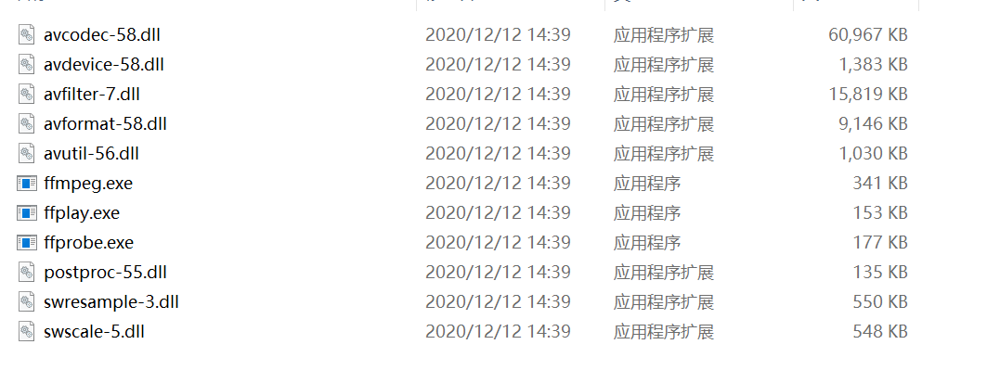 avcodec-58.dll 2020/12/12 14:39 应用程序扩展 60,967 KB
avdevice-58.dll 2020/12/12 14:39 应用程序扩展 1,383 KB
avfilter-7.dll 2020/12/12 14:39 应用程序扩展 15,819 KB
avformat-58.dll 2020/12/12 14:39 应用程序扩展 9,146 KB
avutil-56.dll 2020/12/12 14:39 应用程序扩展 1,030 KB
ffmpeg.exe 2020/12/12 14:39 应用程序 341 KB
ffplay.exe 2020/12/12 14:39 应用程序 153 KB
ffprobe.exe 2020/12/12 14:39 应用程序 177 KB
postproc-55.dll 2020/12/12 14:39 应用程序扩展 135 KB
swresample-3.dll 2020/12/12 14:39 应用程序扩展 550 KB
swscale-5.dll 2020/12/12 14:39 应用程序扩展 548 KB